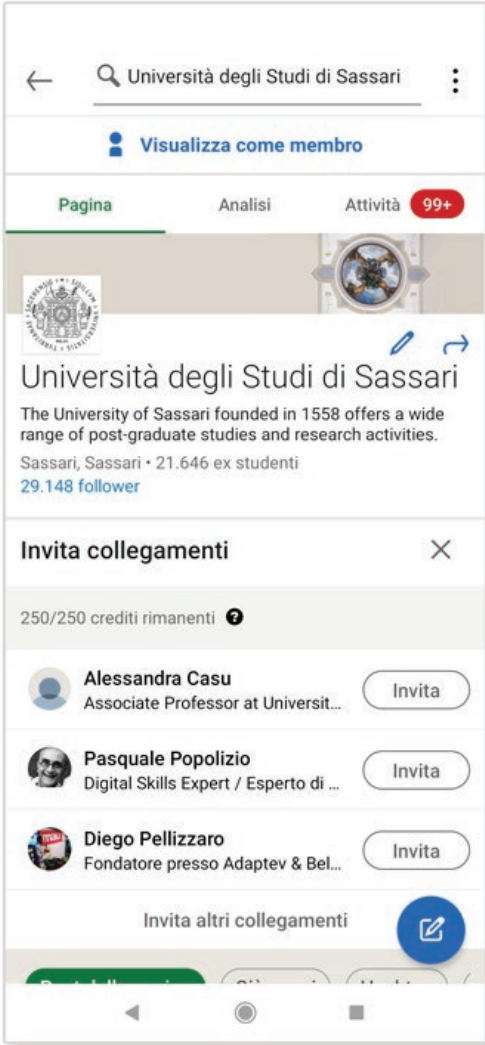 Università degli Studi di Sassari
Visualizza come membro
Pagina
Analisi
Attività 99+
Università degli Studi di Sassari
The University of Sassari founded in 1558 offers a wide
range of post-graduate studies and research activities.
Sassari, Sassari • 21.646 ex studenti
29.148 follower
Invita collegamenti
250/250 crediti rimanenti
Alessandra Casu
Associate Professor at Universit...
Invita
Pasquale Popolizio
Digital Skills Expert / Esperto di ...
Invita
Diego Pellizzaro
Fondatore presso Adaptev & Bel...
Invita
Invita altri collegamenti